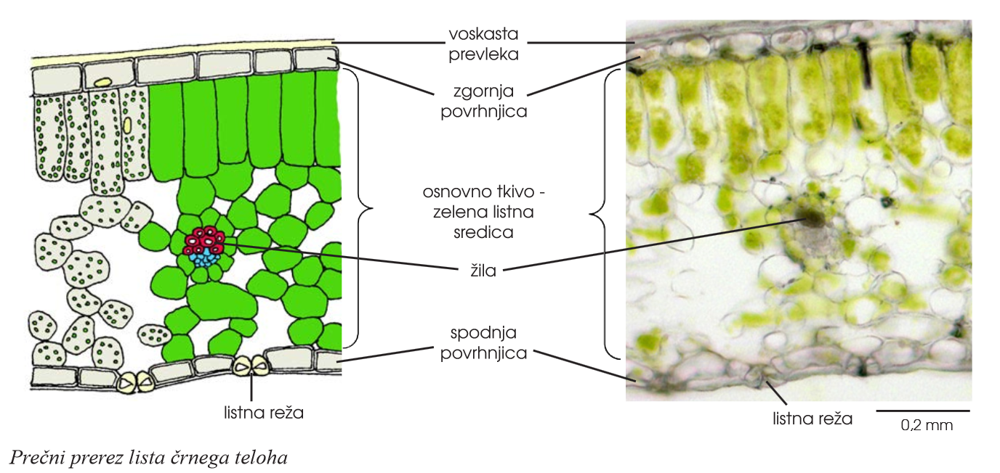 voskasta
prevleka
zgornja
povrhnjica
osnovno tkivo -
zelena listna
sredica
žila
spodnja
povrhnjica
listna reža
listna reža
0,2 mm
Prečni prerez lista črnega teloha